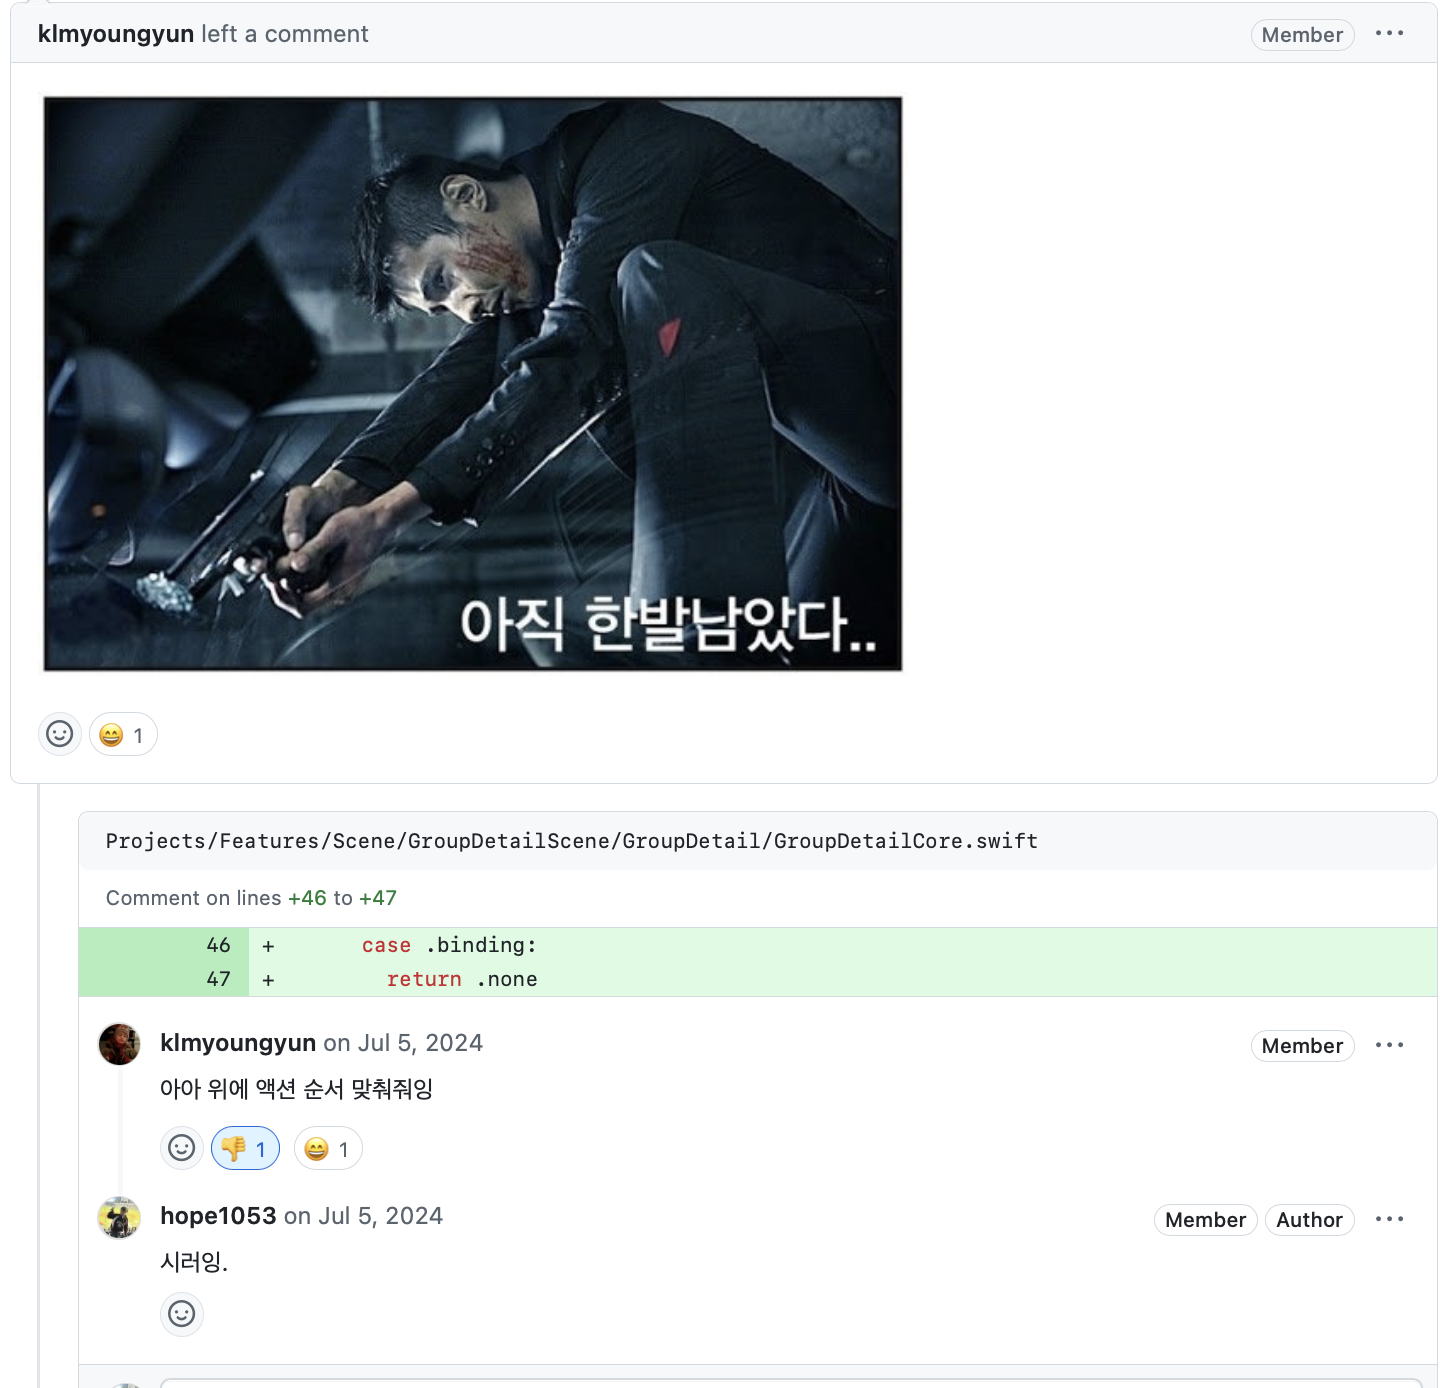 klmyoungyun left a comment
Member
아직 한발남았다..
1
Projects/Features/Scene/GroupDetailScene/GroupDetail/GroupDetailCore.swift
Comment on lines +46 to +47
46 + case .binding:
47 + return .none
klmyoungyun on Jul 5, 2024
Member
아아 위에 액션 순서 맞춰줘잉
1 1
hope1053 on Jul 5, 2024
Member Author
시러잉.